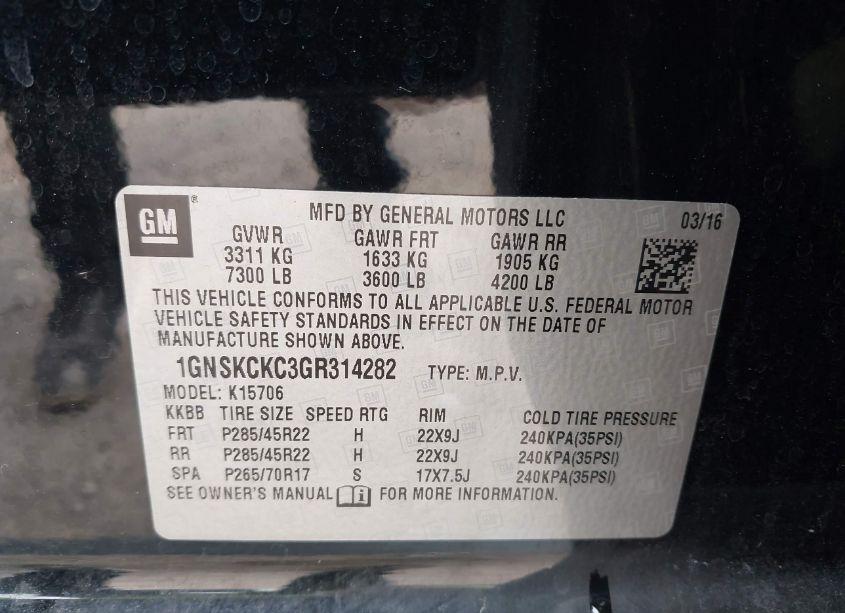 GM ® MFD BY GENERAL MOTORS LLC 03/16
GVWR GAWR FRT GAWR RR
3311 KG 1633 KG 1905 KG
7300 LB 3600 LB 4200 LB
THIS VEHICLE CONFORMS TO ALL APPLICABLE U.S. FEDERAL MOTOR
VEHICLE SAFETY STANDARDS IN EFFECT ON THE DATE OF
MANUFACTURE SHOWN ABOVE.
1GNSKCKC3GR314282 TYPE: M.P.V.
MODEL: K15706
KKBB TIRE SIZE SPEED RTG RIM COLD TIRE PRESSURE
FRT P285/45R22 H 22X9J 240KPA(35PSI)
RR P285/45R22 H 22X9J 240KPA(35PSI)
SPA P265/70R17 S 17X7.5J 240KPA(35PSI)
SEE OWNER'S MANUAL i FOR MORE INFORMATION.